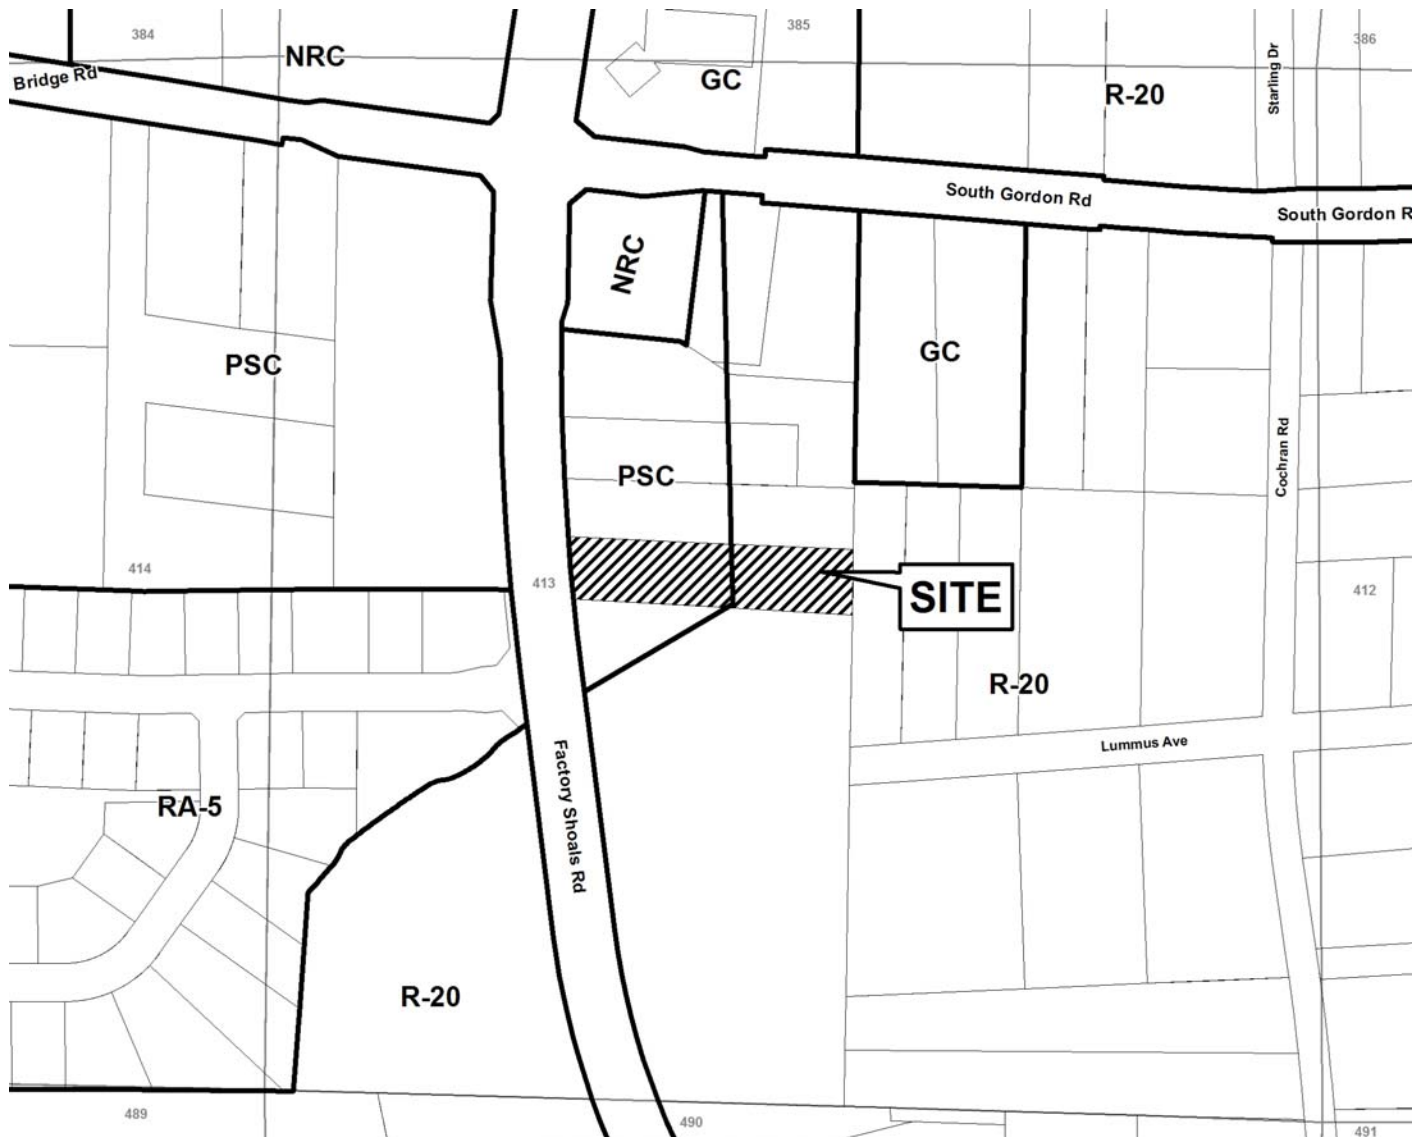 384
NRC
385
GC
386
Bridge Rd
R-20
Starling Dr
South Gordon Rd
South Gordon R
NRC
PSC
GC
PSC
Cochran Rd
414
413
SITE
412
R-20
Lummus Ave
Factory Shoals Rd
RA-5
R-20
489
490
491